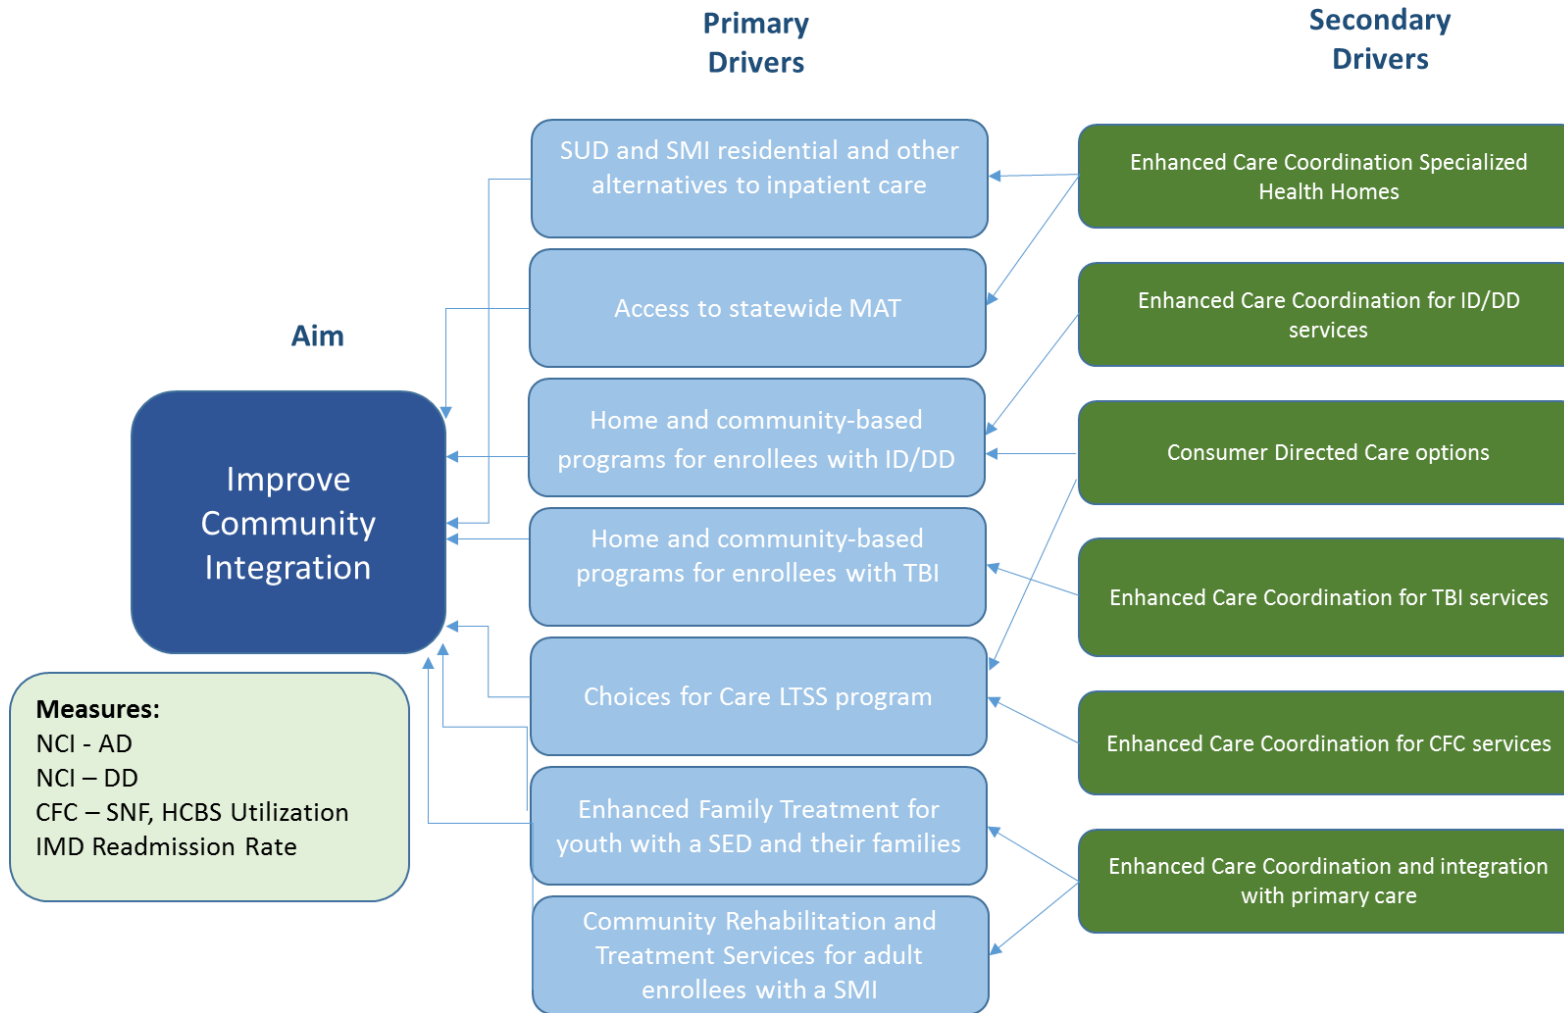 Primary
Drivers
Secondary
Drivers
Aim
Improve
Community
Integration
Measures:
NCI - AD
NCI – DD
CFC – SNF, HCBS Utilization
IMD Readmission Rate
SUD and SMI residential and other
alternatives to inpatient care
Access to statewide MAT
Home and community-based
programs for enrollees with ID/DD
Home and community-based
programs for enrollees with TBI
Choices for Care LTSS program
Enhanced Family Treatment for
youth with a SED and their families
Community Rehabilitation and
Treatment Services for adult
enrollees with a SMI
Enhanced Care Coordination Specialized
Health Homes
Enhanced Care Coordination for ID/DD
services
Consumer Directed Care options
Enhanced Care Coordination for TBI services
Enhanced Care Coordination for CFC services
Enhanced Care Coordination and integration
with primary care